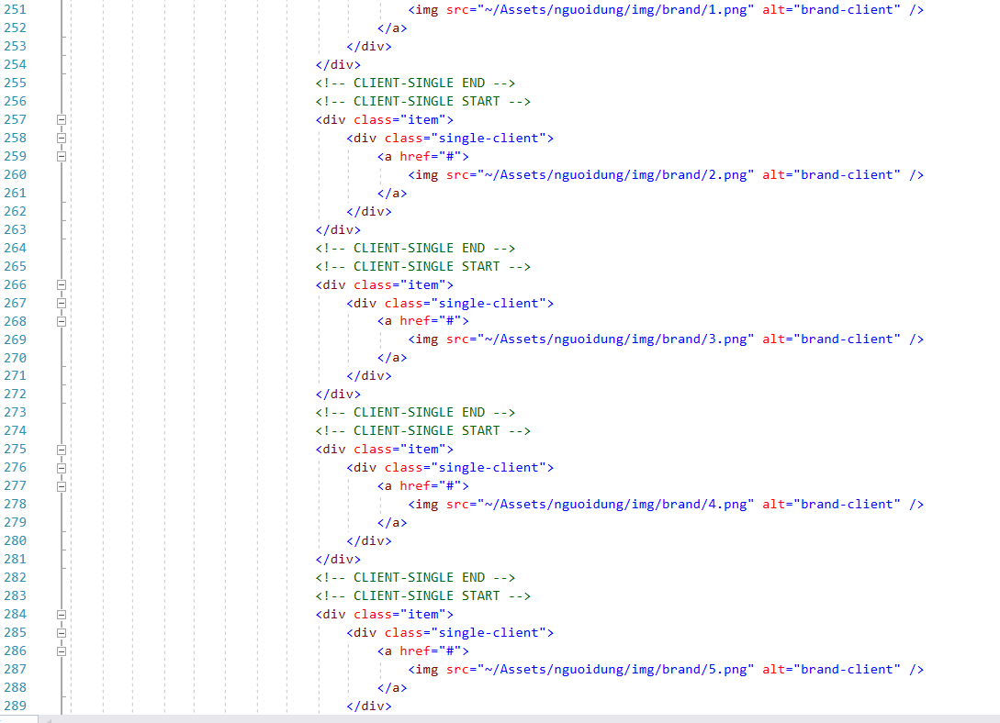 251 <img src="~/Assets/nguoidung/img/brand/1.png" alt="brand-client" />
252 </a>
253 </div>
254 </div>
255 <!-- CLIENT-SINGLE END -->
256 <!-- CLIENT-SINGLE START -->
257 <div class="item">
258 <div class="single-client">
259 <a href="#">
260 <img src="~/Assets/nguoidung/img/brand/2.png" alt="brand-client" />
261 </a>
262 </div>
263 </div>
264 <!-- CLIENT-SINGLE END -->
265 <!-- CLIENT-SINGLE START -->
266 <div class="item">
267 <div class="single-client">
268 <a href="#">
269 <img src="~/Assets/nguoidung/img/brand/3.png" alt="brand-client" />
270 </a>
271 </div>
272 </div>
273 <!-- CLIENT-SINGLE END -->
274 <!-- CLIENT-SINGLE START -->
275 <div class="item">
276 <div class="single-client">
277 <a href="#">
278 <img src="~/Assets/nguoidung/img/brand/4.png" alt="brand-client" />
279 </a>
280 </div>
281 </div>
282 <!-- CLIENT-SINGLE END -->
283 <!-- CLIENT-SINGLE START -->
284 <div class="item">
285 <div class="single-client">
286 <a href="#">
287 <img src="~/Assets/nguoidung/img/brand/5.png" alt="brand-client" />
288 </a>
289 </div>